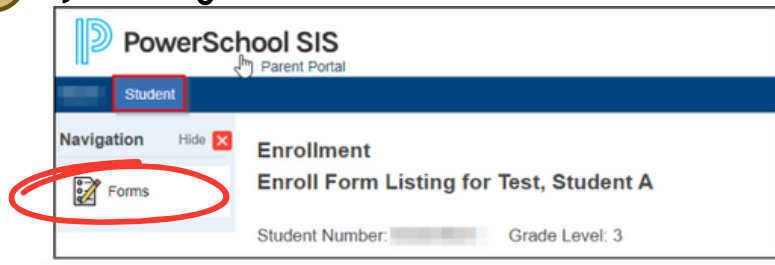 PowerSchool SIS
Parent Portal
Student
Navigation Hide
Forms
Enrollment
Enroll Form Listing for Test, Student A
Student Number: Grade Level: 3